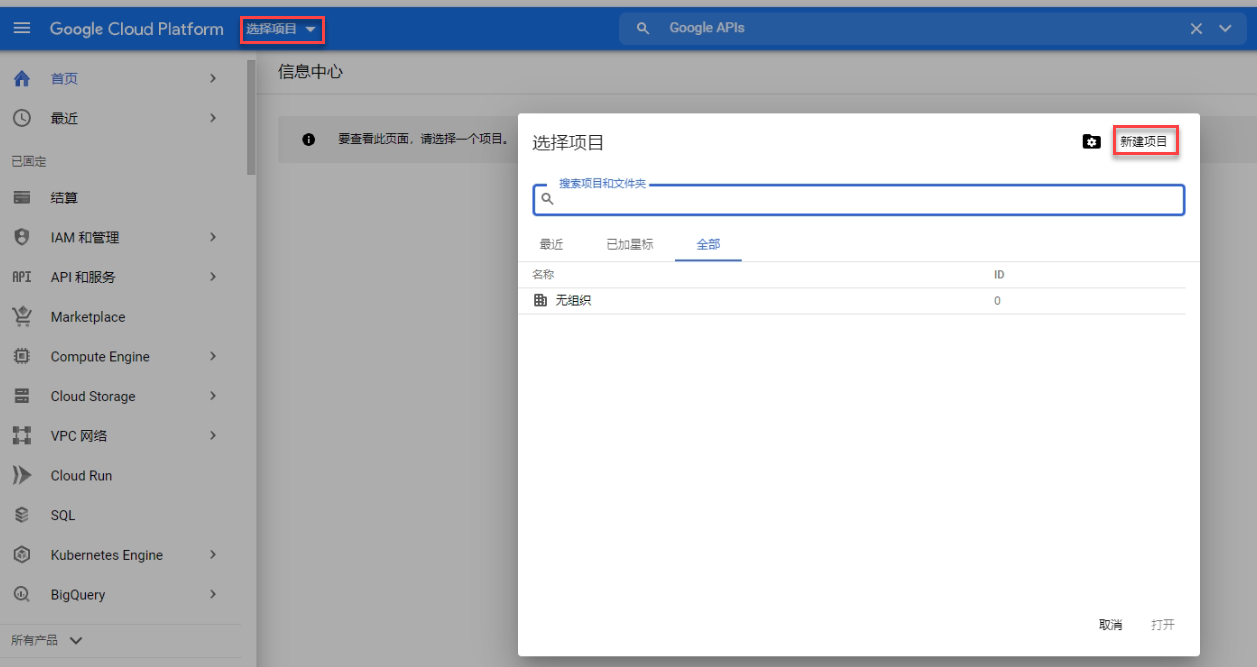 Google Cloud Platform 选择项目
Google APIs
首页
最近
已固定
结算
IAM 和管理
API API 和服务
Marketplace
Compute Engine
Cloud Storage
VPC 网络
Cloud Run
SQL
Kubernetes Engine
BigQuery
所有产品
信息中心
要查看此页面，请选择一个项目。
选择项目
新建项目
搜索项目和文件夹
最近 已加星标 全部
名称 ID
无组织 0
取消 打开